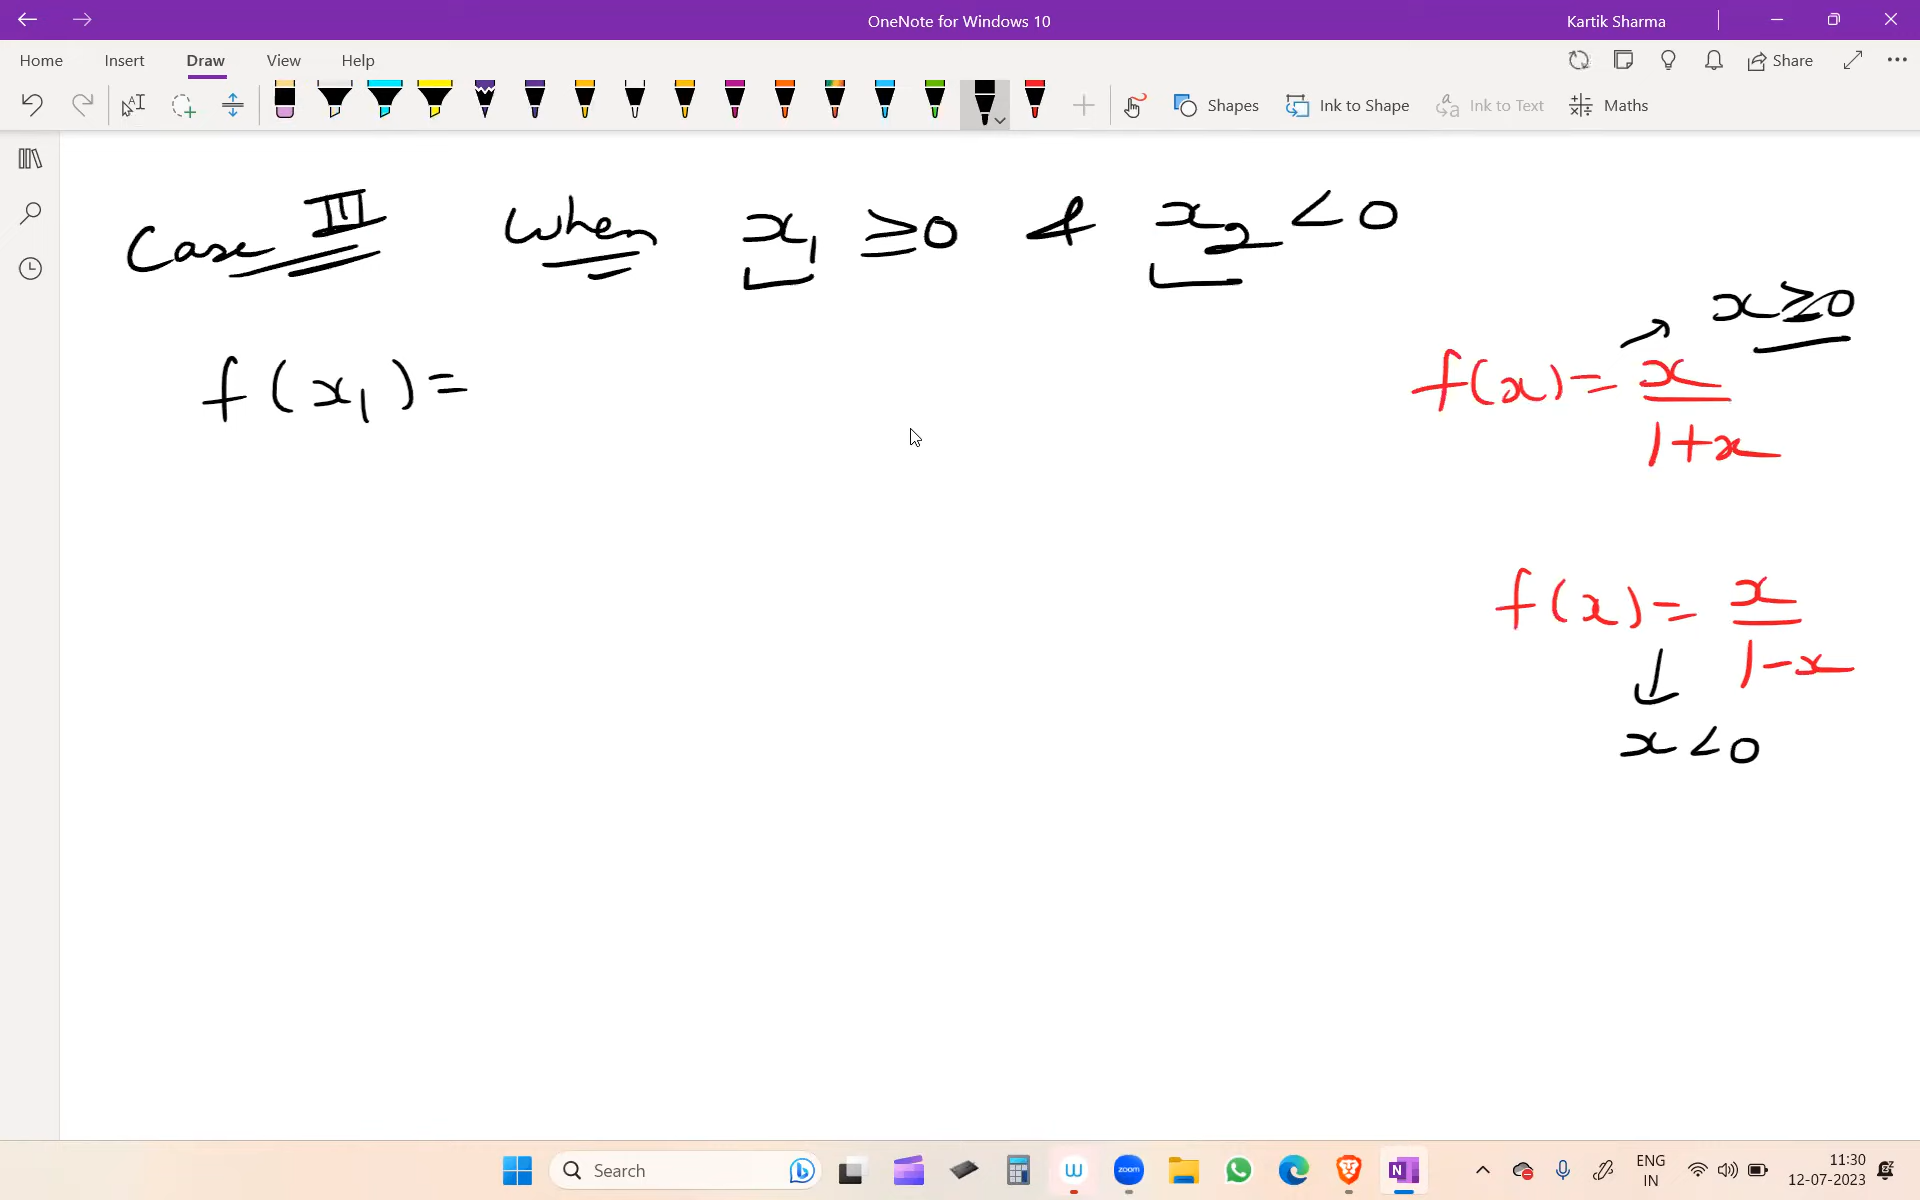 OneNote for Windows 10
Kartik Sharma
Home Insert Draw View Help
Share
Shapes Ink to Shape Ink to Text Maths
Case III When x₁ ≥ 0 & x₂ < 0
x ≥ 0
f(x₁) =
f(x) = x/(1+x)
f(x) = x/(1-x)
x < 0
Search
ENG
IN
11:30
12-07-2023